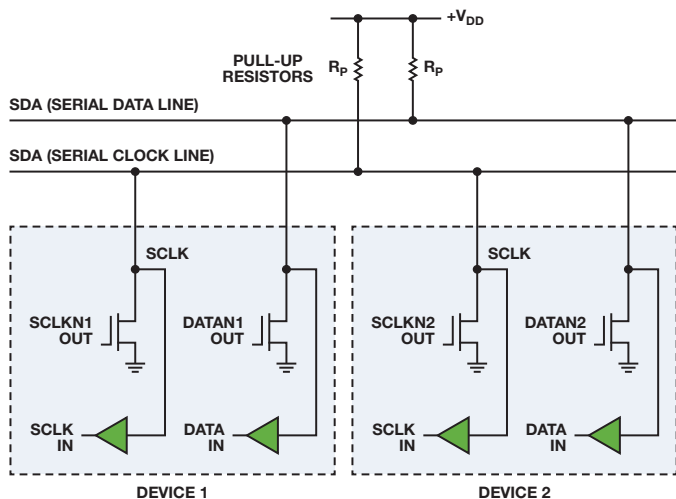 +VDD
PULL-UP
RESISTORS
RP
RP
SDA (SERIAL DATA LINE)
SDA (SERIAL CLOCK LINE)
SCLK
SCLK
SCLKN1
OUT
DATAN1
OUT
SCLKN2
OUT
DATAN2
OUT
SCLK
IN
DATA
IN
SCLK
IN
DATA
IN
DEVICE 1
DEVICE 2